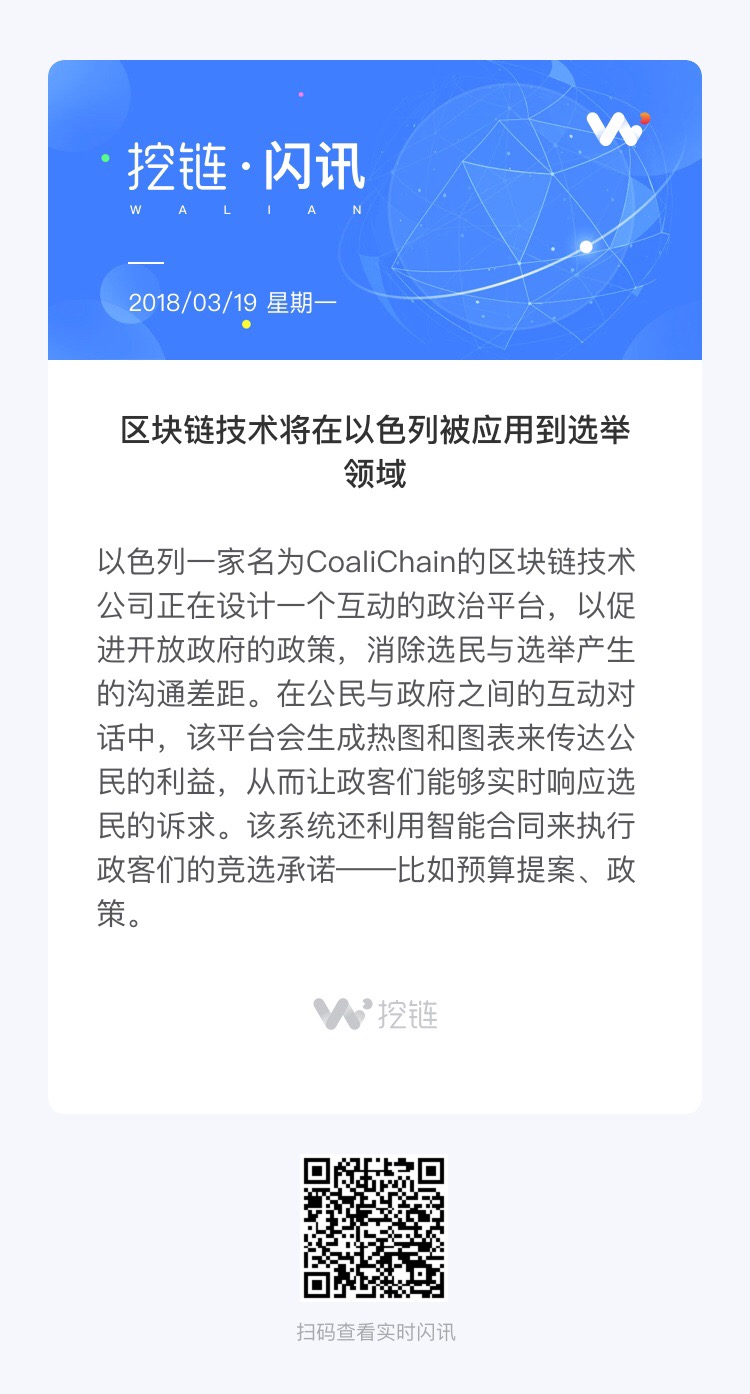 挖链·闪讯
WALIAN
2018/03/19 星期一
区块链技术将在以色列被应用到选举
领域
以色列一家名为CoaliChain的区块链技术
公司正在设计一个互动的政治平台，以促
进开放政府的政策，消除选民与选举产生
的沟通差距。在公民与政府之间的互动对
话中，该平台会生成热图和图表来传达公
民的利益，从而让政客们能够实时响应选
民的诉求。该系统还利用智能合同来执行
政客们的竞选承诺——比如预算提案、政
策。
挖链
扫码查看实时闪讯